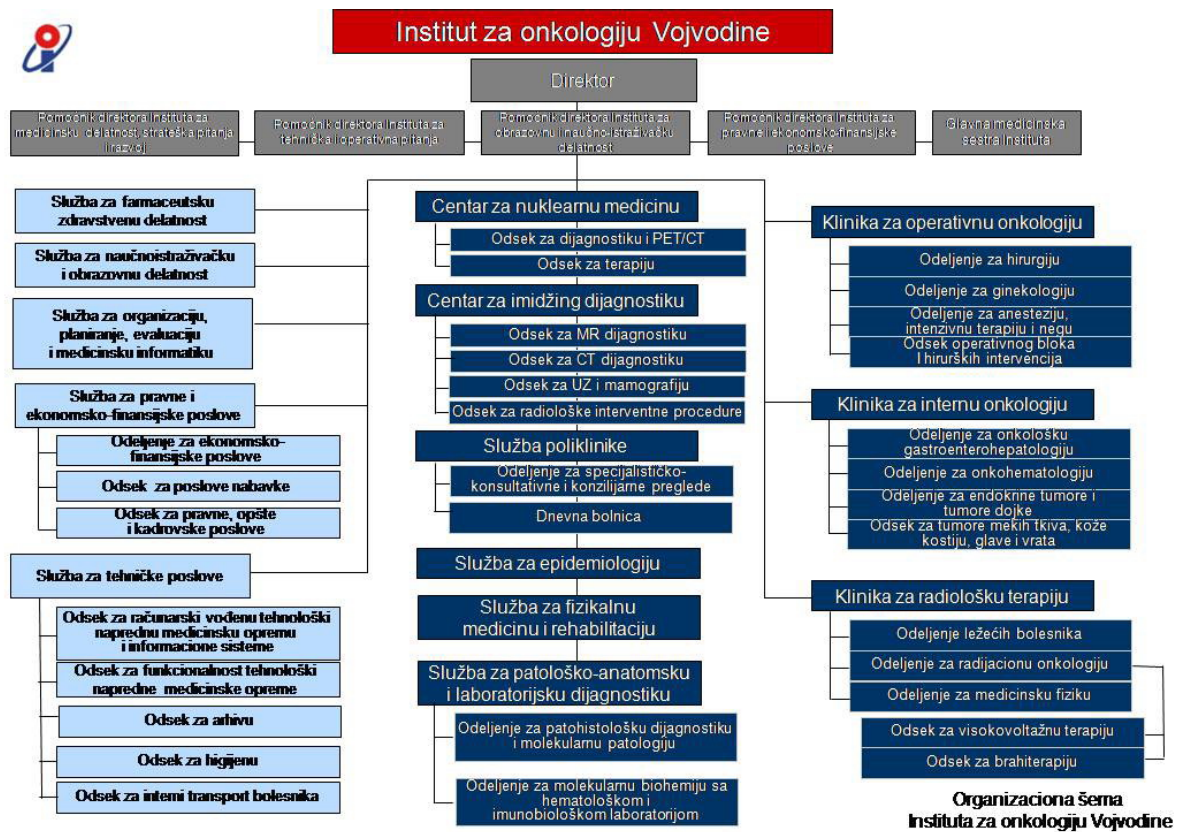 Institut za onkologiju Vojvodine
Direktor
Pomoćnik direktora Instituta za
medicinsku delatnost, strateška pitanja
i razvoj
Pomoćnik direktora Instituta za
tehnička i operativna pitanja
Pomoćnik direktora Instituta za
obrazovnu i naučno-istraživačku
delatnost
Pomoćnik direktora Instituta za
pravne i ekonomsko-finansijske
poslove
Glavna medicinska
sestra Instituta
Služba za farmaceutsku
zdravstvenu delatnost
Služba za naučnoistraživačku
i obrazovnu delatnost
Služba za organizaciju,
planiranje, evaluaciju
i medicinsku informatiku
Služba za pravne i
ekonomsko-finansijske poslove
Odeljenje za ekonomsko-
finansijske poslove
Odsek za poslove nabavke
Odsek za pravne, opšte
i kadrovske poslove
Služba za tehničke poslove
Odsek za računarski vođenu tehnološki
naprednu medicinsku opremu
i informacione sisteme
Odsek za funkcionalnost tehnološki
napredne medicinske opreme
Odsek za arhivu
Odsek za higijenu
Odsek za interni transport bolesnika
Centar za nuklearnu medicinu
Odsek za dijagnostiku i PET/CT
Odsek za terapiju
Centar za imidžing dijagnostiku
Odsek za MR dijagnostiku
Odsek za CT dijagnostiku
Odsek za UZ i mamografiju
Odsek za radiološke interventne procedure
Služba poliklinike
Odeljenje za specijalističko-
konsultativne i konzilijarne preglede
Dnevna bolnica
Služba za epidemiologiju
Služba za fizikalnu
medicinu i rehabilitaciju
Služba za patološko-anatomsku
i laboratorijsku dijagnostiku
Odeljenje za patohistološku dijagnostiku
i molekularnu patologiju
Odeljenje za molekularnu biohemiju sa
hematološkom i
imunobiološkom laboratorijom
Klinika za operativnu onkologiju
Odeljenje za hirurgiju
Odeljenje za ginekologiju
Odeljenje za anesteziju,
intenzivnu terapiju i negu
Odsek operativnog bloka
I hirurških intervencija
Klinika za internu onkologiju
Odeljenje za onkološku
gastroenterohepatologiju
Odeljenje za onkohematologiju
Odeljenje za endokrine tumore i
tumore dojke
Odsek za tumore mekih tkiva, kože
kostiju, glave i vrata
Klinika za radiološku terapiju
Odeljenje ležećih bolesnika
Odeljenje za radijacionu onkologiju
Odeljenje za medicinsku fiziku
Odsek za visokovoltažnu terapiju
Odsek za brahiterapiju
Organizaciona šema
Instituta za onkologiju Vojvodine